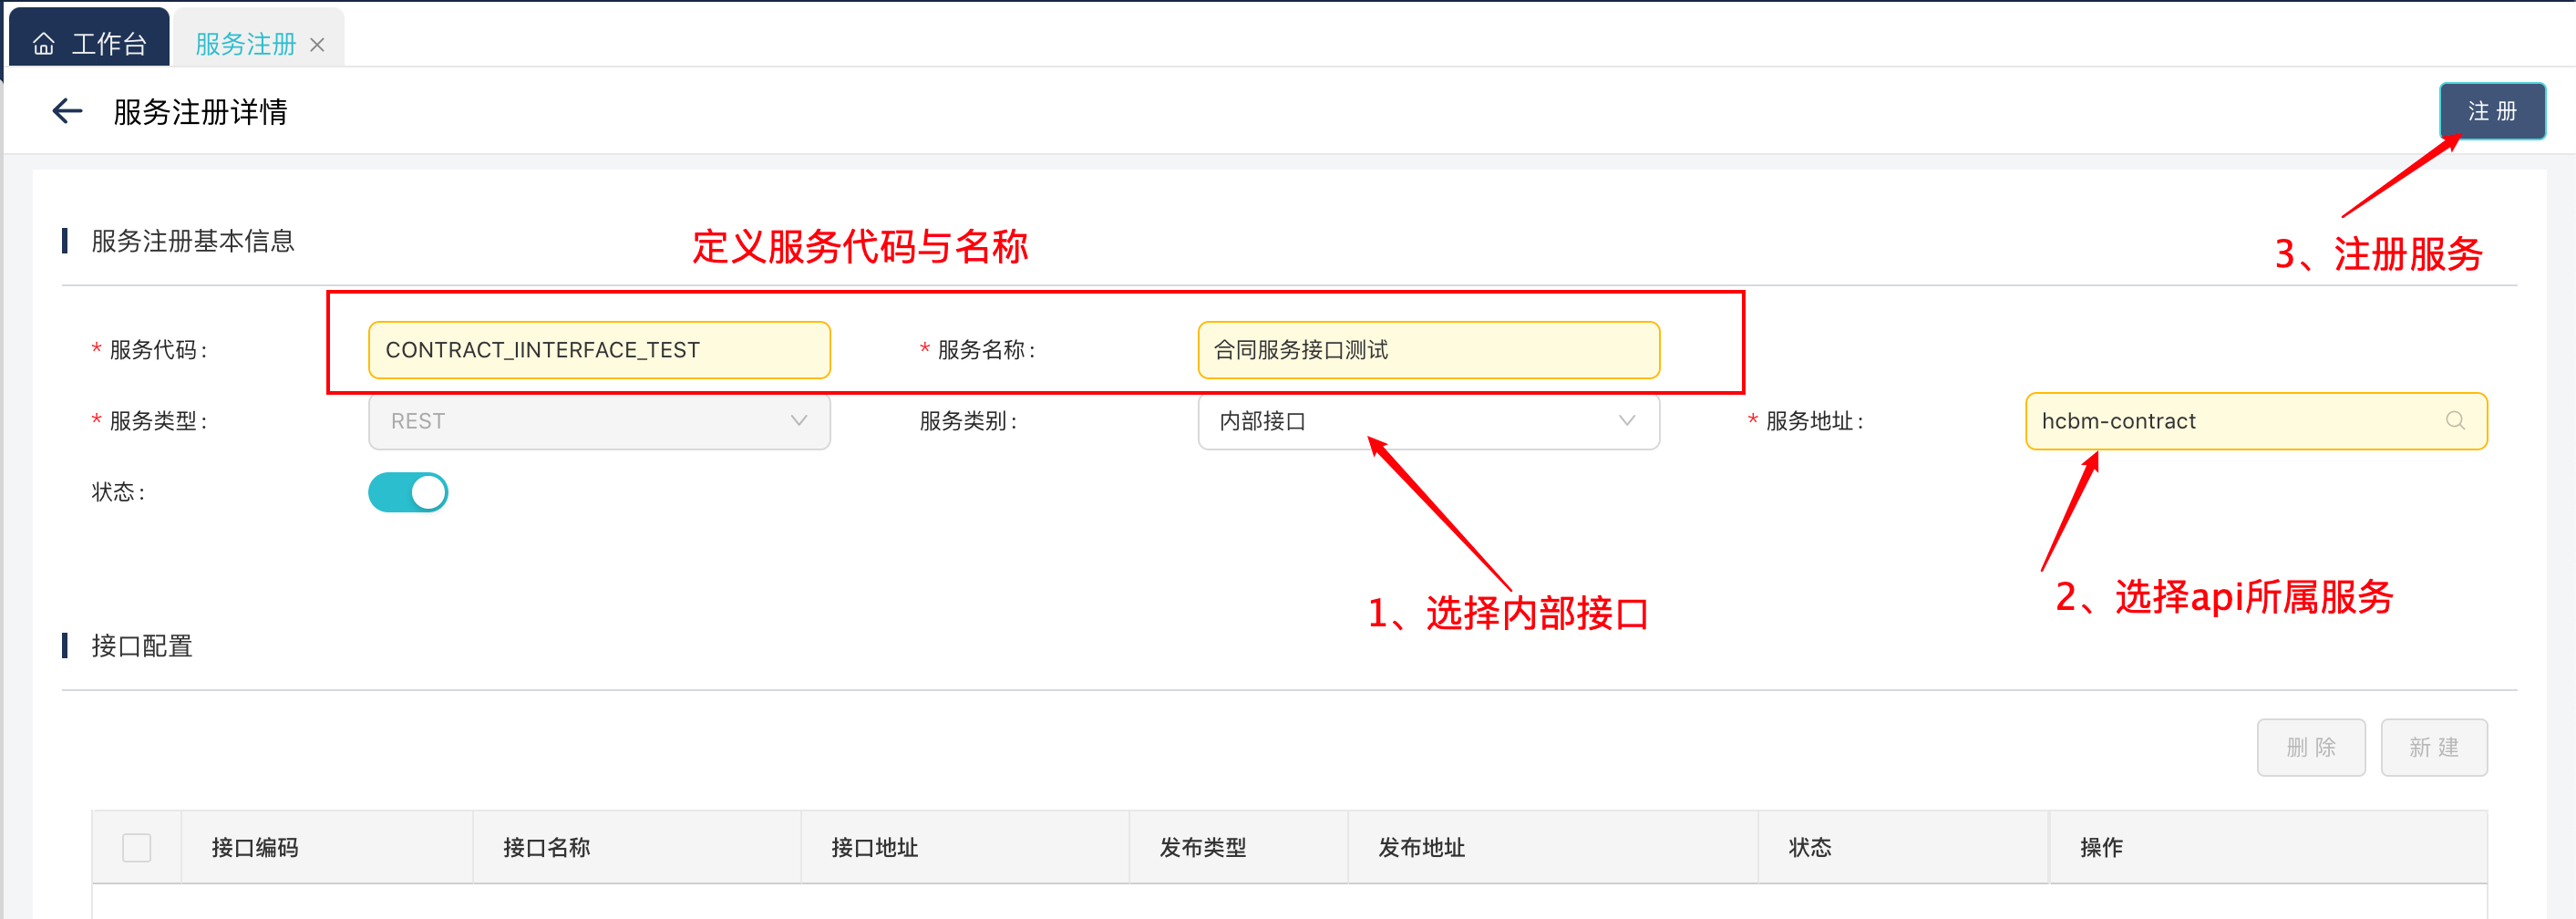 工作台 服务注册
服务注册详情 注 册
服务注册基本信息 定义服务代码与名称 3、注册服务
* 服务代码: CONTRACT_IINTERFACE_TEST * 服务名称: 合同服务接口测试
* 服务类型: REST 服务类别: 内部接口 * 服务地址: hcbm-contract
状态:
1、选择内部接口 2、选择api所属服务
接口配置
删 除 新 建
接口编码 接口名称 接口地址 发布类型 发布地址 状态 操作